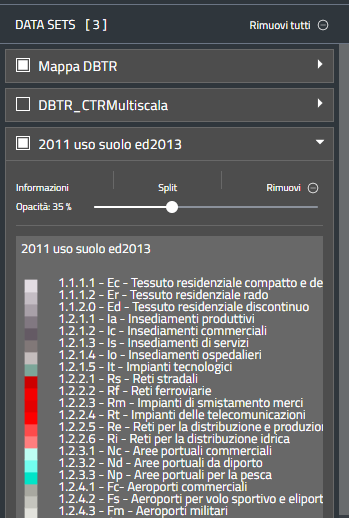 DATA SETS [ 3 ] Rimuovi tutti
Mappa DBTR
DBTR_CTRMultiscala
2011 uso suolo ed2013
Informazioni Split Rimuovi
Opacità: 35 %
2011 uso suolo ed2013
1.1.1.1 - Ec - Tessuto residenziale compatto e de
1.1.1.2 - Er - Tessuto residenziale rado
1.1.2.0 - Ed - Tessuto residenziale discontinuo
1.2.1.1 - Ia - Insediamenti produttivi
1.2.1.2 - Ic - Insediamenti commerciali
1.2.1.3 - Is - Insediamenti di servizi
1.2.1.4 - Io - Insediamenti ospedalieri
1.2.1.5 - It - Impianti tecnologici
1.2.2.1 - Rs - Reti stradali
1.2.2.2 - Rf - Reti ferroviarie
1.2.2.3 - Rm - Impianti di smistamento merci
1.2.2.4 - Rt - Impianti delle telecomunicazioni
1.2.2.5 - Re - Reti per la distribuzione e produzion
1.2.2.6 - Ri - Reti per la distribuzione idrica
1.2.3.1 - Nc - Aree portuali commerciali
1.2.3.2 - Nd - Aree portuali da diporto
1.2.3.3 - Np - Aree portuali per la pesca
1.2.4.1 - Fc- Aeroporti commerciali
1.2.4.2 - Fs - Aeroporti per volo sportivo e eliport
1.2.4.3 - Fm - Aeroporti militari